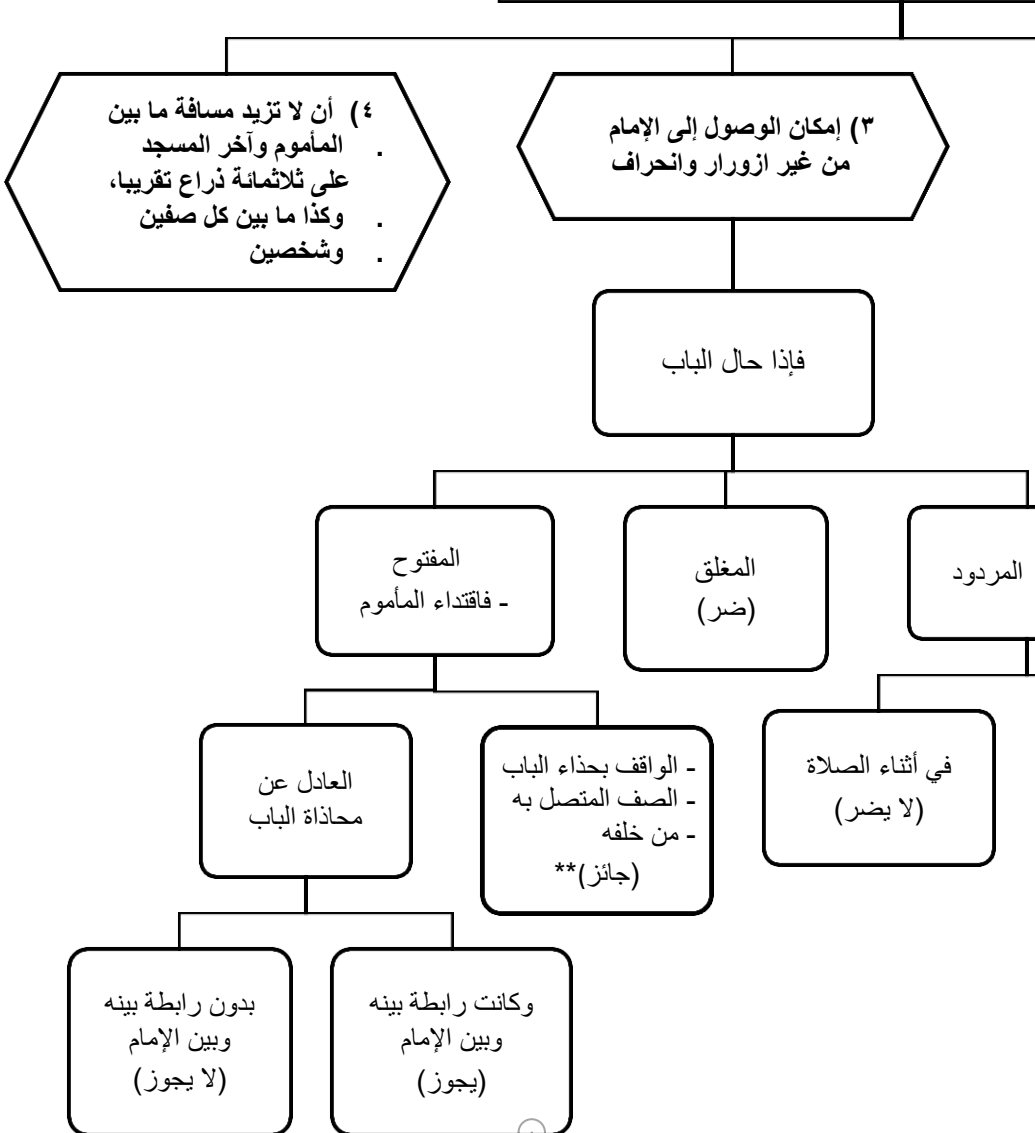 ٣) إمكان الوصول إلى الإمام
من غير ازورار وانحراف
٤) أن لا تزيد مسافة ما بين
. المأموم وآخر المسجد
على ثلاثمائة ذراع تقريبا،
. وكذا ما بين كل صفين
. وشخصين
فإذا حال الباب
المردود
المغلق
(ضر)
المفتوح
- فاقتداء المأموم
في أثناء الصلاة
(لا يضر)
- الواقف بحذاء الباب
- الصف المتصل به
- من خلفه
(جائز)**
العادل عن
محاذاة الباب
وكانت رابطة بينه
وبين الإمام
(يجوز)
بدون رابطة بينه
وبين الإمام
(لا يجوز)